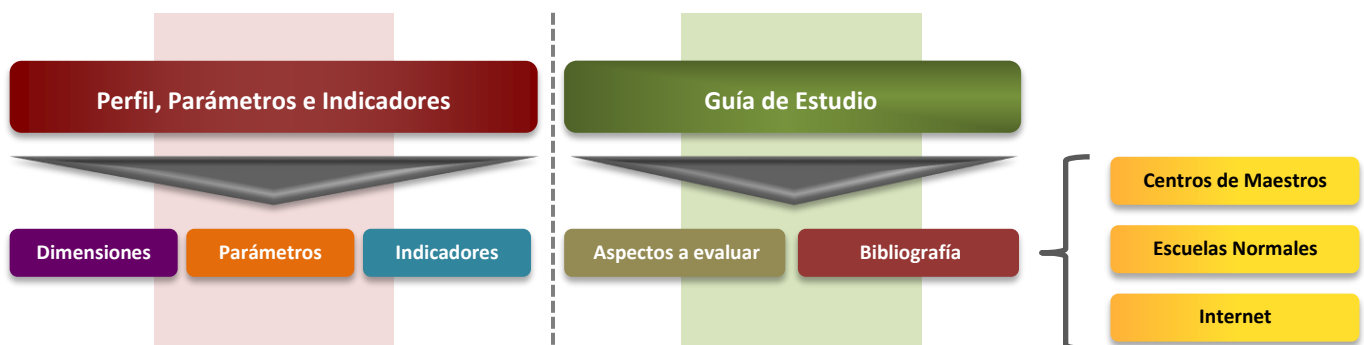 Perfil, Parámetros e Indicadores
Guía de Estudio
Dimensiones
Parámetros
Indicadores
Aspectos a evaluar
Bibliografía
Centros de Maestros
Escuelas Normales
Internet